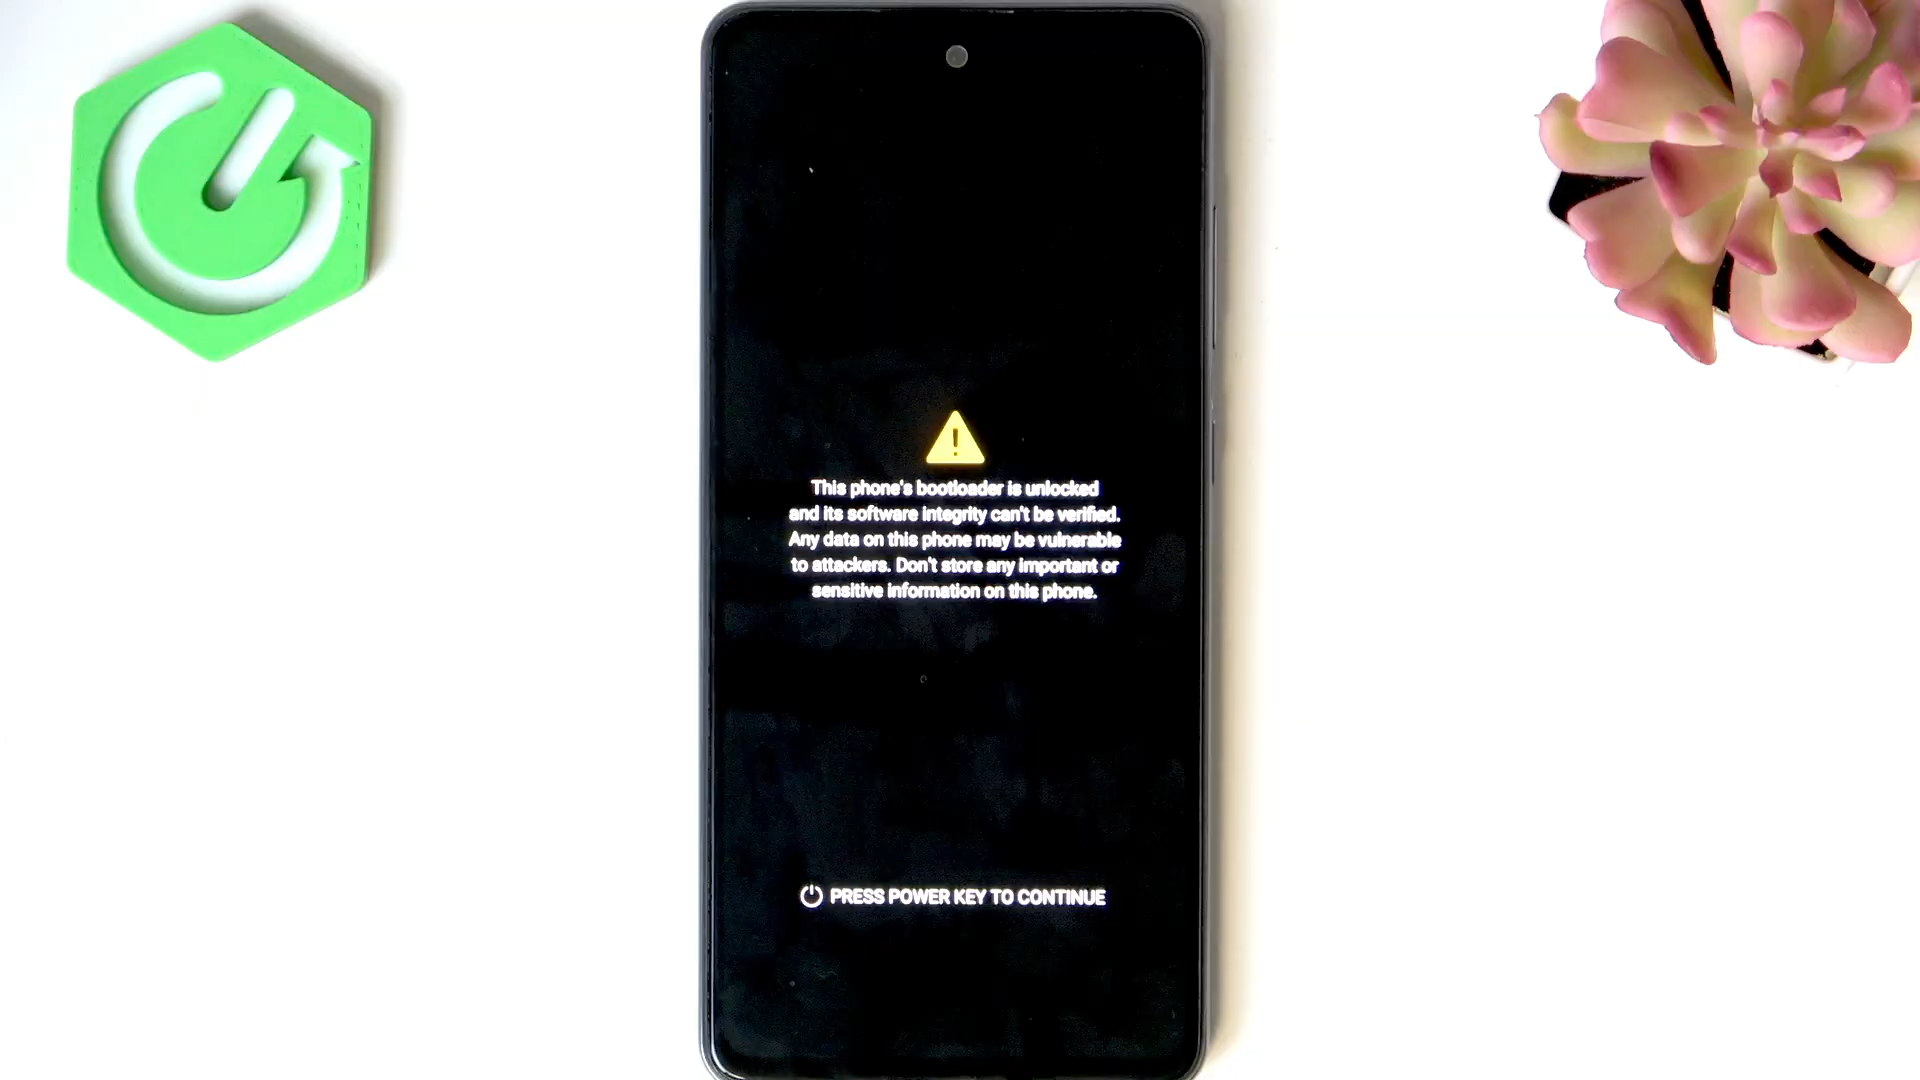 This phone's bootloader is unlocked
and its software integrity can't be verified.
Any data on this phone may be vulnerable
to attackers. Don't store any important or
sensitive information on this phone.
PRESS POWER KEY TO CONTINUE